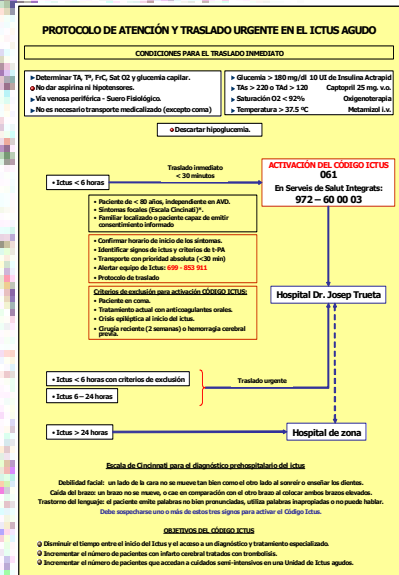 PROTOCOLO DE ATENCIÓN Y TRASLADO URGENTE EN EL ICTUS AGUDO
CONDICIONES PARA EL TRASLADO INMEDIATO
Determinar TA, Tª, FrC, Sat O2 y glucemia capilar.
No dar aspirina ni hipotensores.
Vía venosa periférica - Suero Fisiológico.
No es necesario transporte medicalizado (excepto coma)
Glucemia > 180 mg/dl 10 UI de Insulina Actrapid
TAs > 220 o TAd > 120 Captopril 25 mg. v.o.
Saturación O2 < 92% Oxigenoterapia
Temperatura > 37.5 ºC Metamizol i.v.
Descartar hipoglucemia.
• Ictus < 6 horas
Traslado inmediato
< 30 minutos
ACTIVACIÓN DEL CÓDIGO ICTUS
061
En Serveis de Salut Integrats:
972 – 60 00 03
• Paciente de < 80 años, independiente en AVD.
• Síntomas focales (Escala Cincinati)*.
• Familiar localizado o paciente capaz de emitir
consentimiento informado
• Confirmar horario de inicio de los síntomas.
• Identificar signos de ictus y criterios de t-PA
• Transporte con prioridad absoluta (<30 min)
• Alertar equipo de Ictus: 699 - 853 911
• Protocolo de traslado
Criterios de exclusión para activación CÓDIGO ICTUS:
• Paciente en coma.
• Tratamiento actual con anticoagulantes orales.
• Crisis epiléptica al inicio del ictus.
• Cirugía reciente (2 semanas) o hemorragia cerebral
previa.
Hospital Dr. Josep Trueta
• Ictus < 6 horas con criterios de exclusión
• Ictus 6 – 24 horas
Traslado urgente
• Ictus > 24 horas
Hospital de zona
Escala de Cincinnati para el diagnóstico prehospitalario del ictus
Debilidad facial: un lado de la cara no se mueve tan bien como el otro lado al sonreir o enseñar los dientes.
Caída del brazo: un brazo no se mueve, o cae en comparación con el otro brazo al colocar ambos brazos elevados.
Trastorno del lenguaje: el paciente emite palabras no bien pronunciadas, utiliza palabras inapropiadas o no puede hablar.
Debe sospecharse uno o más de estos tres signos para activar el Código Ictus.
OBJETIVOS DEL CÓDIGO ICTUS
Disminuir el tiempo entre el inicio del Ictus y el acceso a un diagnóstico y tratamiento especializado.
Incrementar el número de pacientes con infarto cerebral tratados con trombolisis.
Incrementar el número de pacientes que accedan a cuidados semi-intensivos en una Unidad de Ictus agudos.